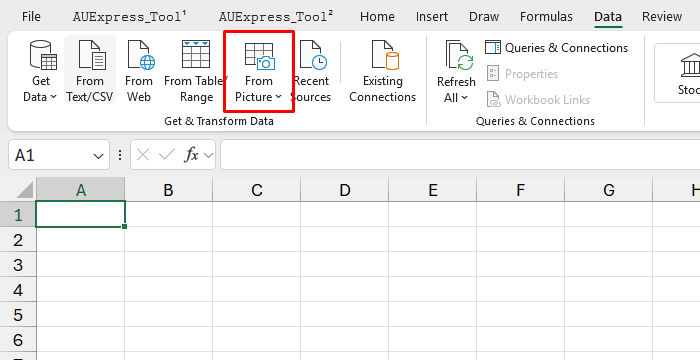 File AUExpress_Tool¹ AUExpress_Tool² Home Insert Draw Formulas Data Review
Get Data
From Text/CSV
From Web
From Table/ Range
From Picture
Recent Sources
Existing Connections
Refresh All
Queries & Connections
Properties
Workbook Links
Get & Transform Data
Queries & Connections
A1
fx
A B C D E F G
1
2
3
4
5
6